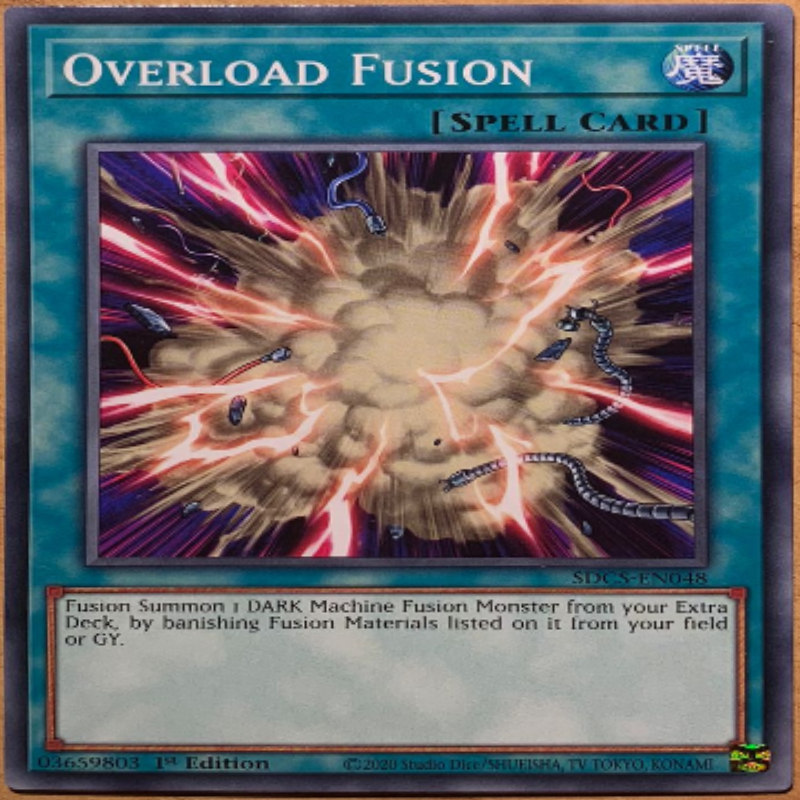 OVERLOAD FUSION
SPELL
魔
[SPELL CARD]
SDCS-EN048
Fusion Summon 1 DARK Machine Fusion Monster from your Extra
Deck, by banishing Fusion Materials listed on it from your field
or GY.
03659803 1st Edition ©2020 Studio Dice/SHUEISHA, TV TOKYO, KONAMI